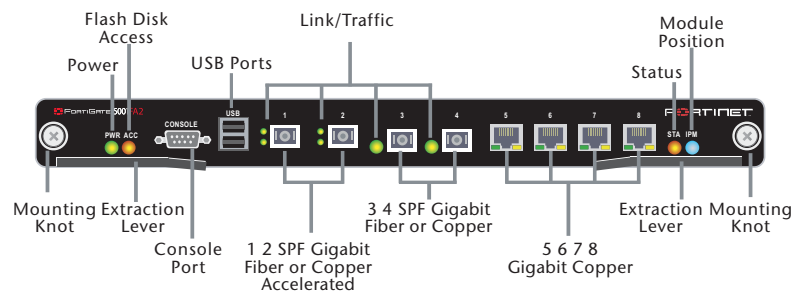 Flash Disk
Access
Link/Traffic
Module
Position
Power
USB Ports
Status
FORTIGATE 5001FA2
USB
1
2
3
4
5
6
7
8
FORTINET
CONSOLE
PWR ACC
STA IPM
Mounting
Knot
Extraction
Lever
Console
Port
1 2 SPF Gigabit
Fiber or Copper
Accelerated
3 4 SPF Gigabit
Fiber or Copper
5 6 7 8
Gigabit Copper
Extraction
Lever
Mounting
Knot